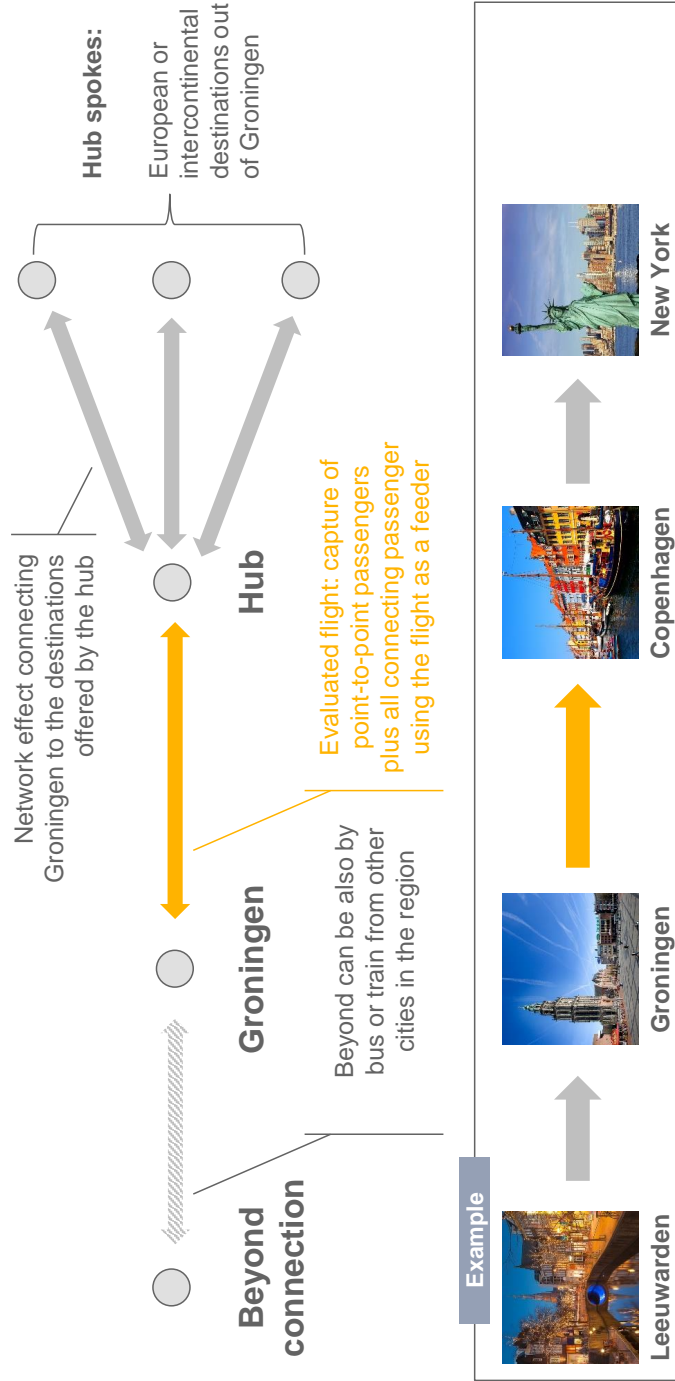 Network effect connecting
Groningen to the destinations
offered by the hub
Hub spokes:
European or
intercontinental
destinations out
of Groningen
Beyond
connection
Groningen
Hub
Beyond can be also by
bus or train from other
cities in the region
Evaluated flight: capture of
point-to-point passengers
plus all connecting passenger
using the flight as a feeder
Example
Leeuwarden
Groningen
Copenhagen
New York